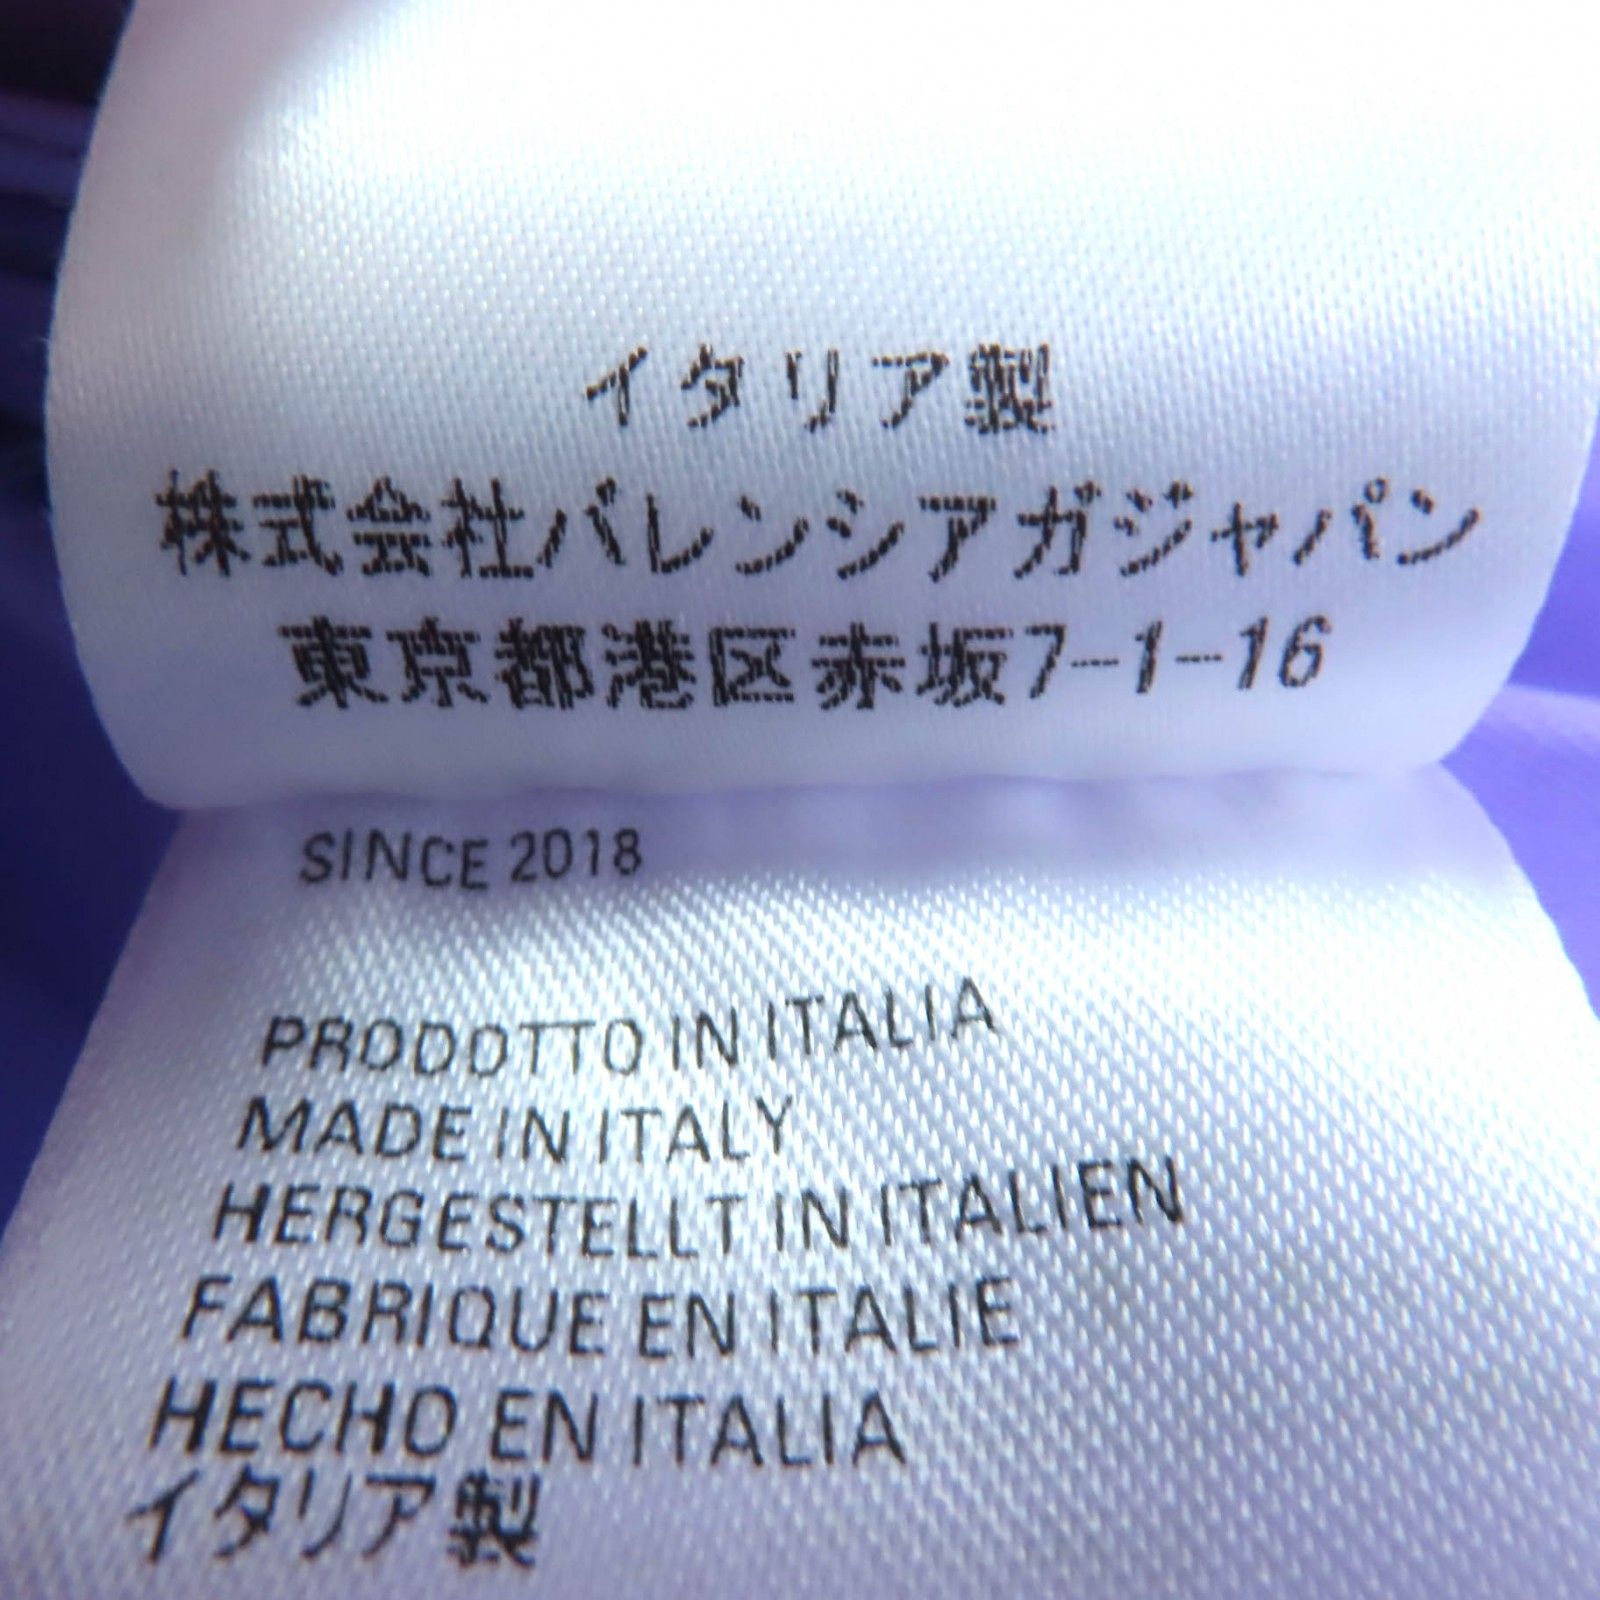 イタリア製
株式会社バレンシアガジャパン
東京都港区赤坂7-1-16
SINCE 2018
PRODOTTO IN ITALIA
MADE IN ITALY
HERGESTELLT IN ITALIEN
FABRIQUE EN ITALIE
HECHO EN ITALIA
イタリア製